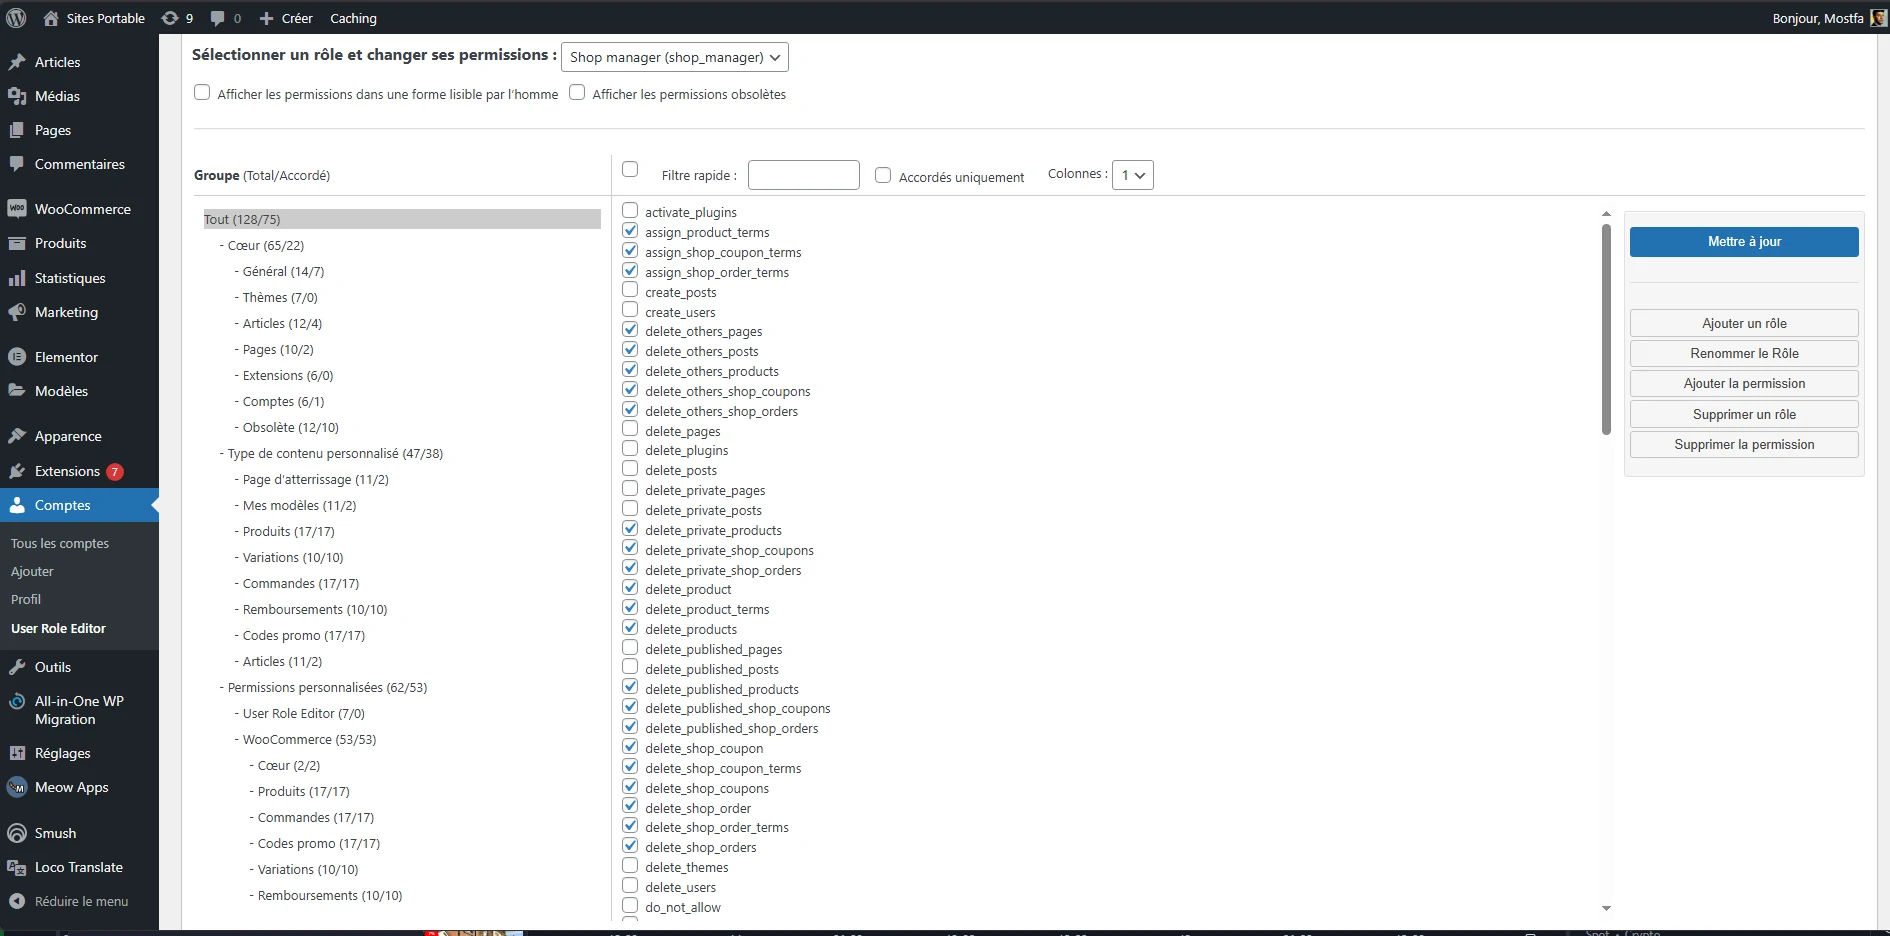 Sites Portable
9
0
Créer
Caching
Bonjour, Mostfa
Articles
Médias
Pages
Commentaires
WooCommerce
Produits
Statistiques
Marketing
Elementor
Modèles
Apparence
Extensions 7
Comptes
Tous les comptes
Ajouter
Profil
User Role Editor
Outils
All-in-One WP
Migration
Réglages
Meow Apps
Smush
Loco Translate
Réduire le menu
Sélectionner un rôle et changer ses permissions : Shop manager (shop_manager)
Afficher les permissions dans une forme lisible par l'homme
Afficher les permissions obsolètes
Groupe (Total/Accordé)
Filtre rapide :
Accordés uniquement
Colonnes : 1
Tout (128/75)
- Cœur (65/22)
- Général (14/7)
- Thèmes (7/0)
- Articles (12/4)
- Pages (10/2)
- Extensions (6/0)
- Comptes (6/1)
- Obsolète (12/10)
- Type de contenu personnalisé (47/38)
- Page d'atterrissage (11/2)
- Mes modèles (11/2)
- Produits (17/17)
- Variations (10/10)
- Commandes (17/17)
- Remboursements (10/10)
- Codes promo (17/17)
- Articles (11/2)
- Permissions personnalisées (62/53)
- User Role Editor (7/0)
- WooCommerce (53/53)
- Cœur (2/2)
- Produits (17/17)
- Commandes (17/17)
- Codes promo (17/17)
- Variations (10/10)
- Remboursements (10/10)
activate_plugins
assign_product_terms
assign_shop_coupon_terms
assign_shop_order_terms
create_posts
create_users
delete_others_pages
delete_others_posts
delete_others_products
delete_others_shop_coupons
delete_others_shop_orders
delete_pages
delete_plugins
delete_posts
delete_private_pages
delete_private_posts
delete_private_products
delete_private_shop_coupons
delete_private_shop_orders
delete_product
delete_product_terms
delete_products
delete_published_pages
delete_published_posts
delete_published_products
delete_published_shop_coupons
delete_published_shop_orders
delete_shop_coupon
delete_shop_coupon_terms
delete_shop_coupons
delete_shop_order
delete_shop_order_terms
delete_shop_orders
delete_themes
delete_users
do_not_allow
Mettre à jour
Ajouter un rôle
Renommer le Rôle
Ajouter la permission
Supprimer un rôle
Supprimer la permission